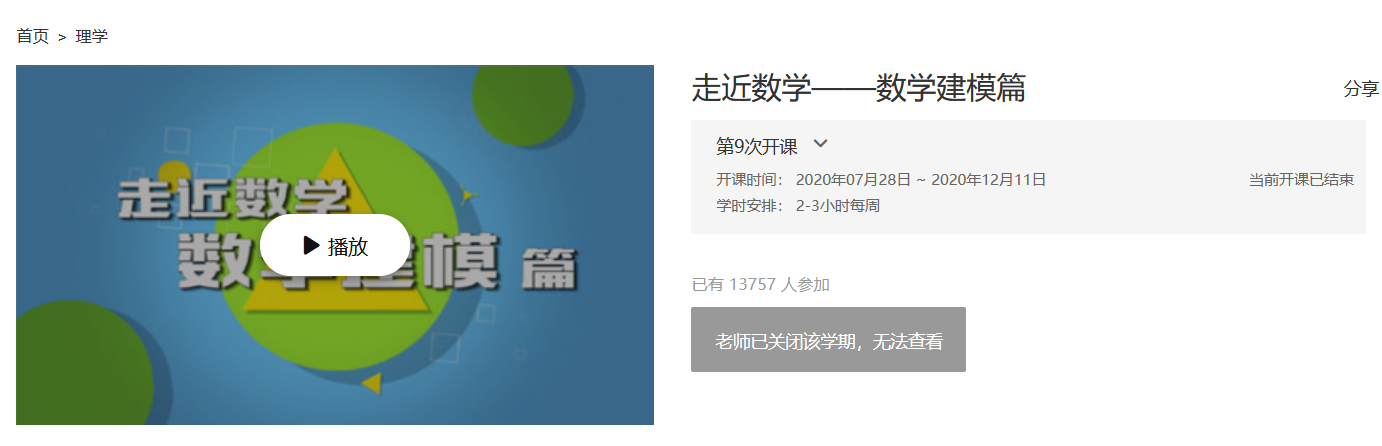 首页 > 理学
走近数学
数学建模 篇
播放
走近数学——数学建模篇
分享
第9次开课
开课时间： 2020年07月28日 ~ 2020年12月11日
当前开课已结束
学时安排： 2-3小时每周
已有 13757 人参加
老师已关闭该学期，无法查看